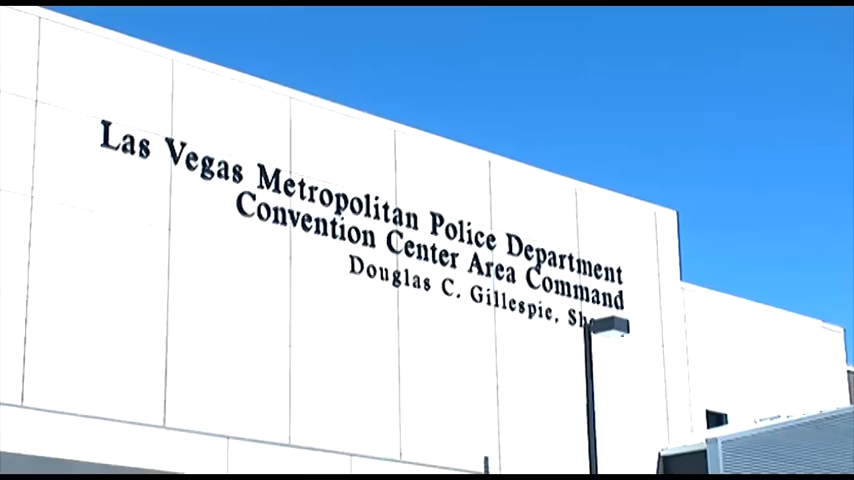 Las Vegas Metropolitan Police Department
Convention Center Area Command
Douglas C. Gillespie,